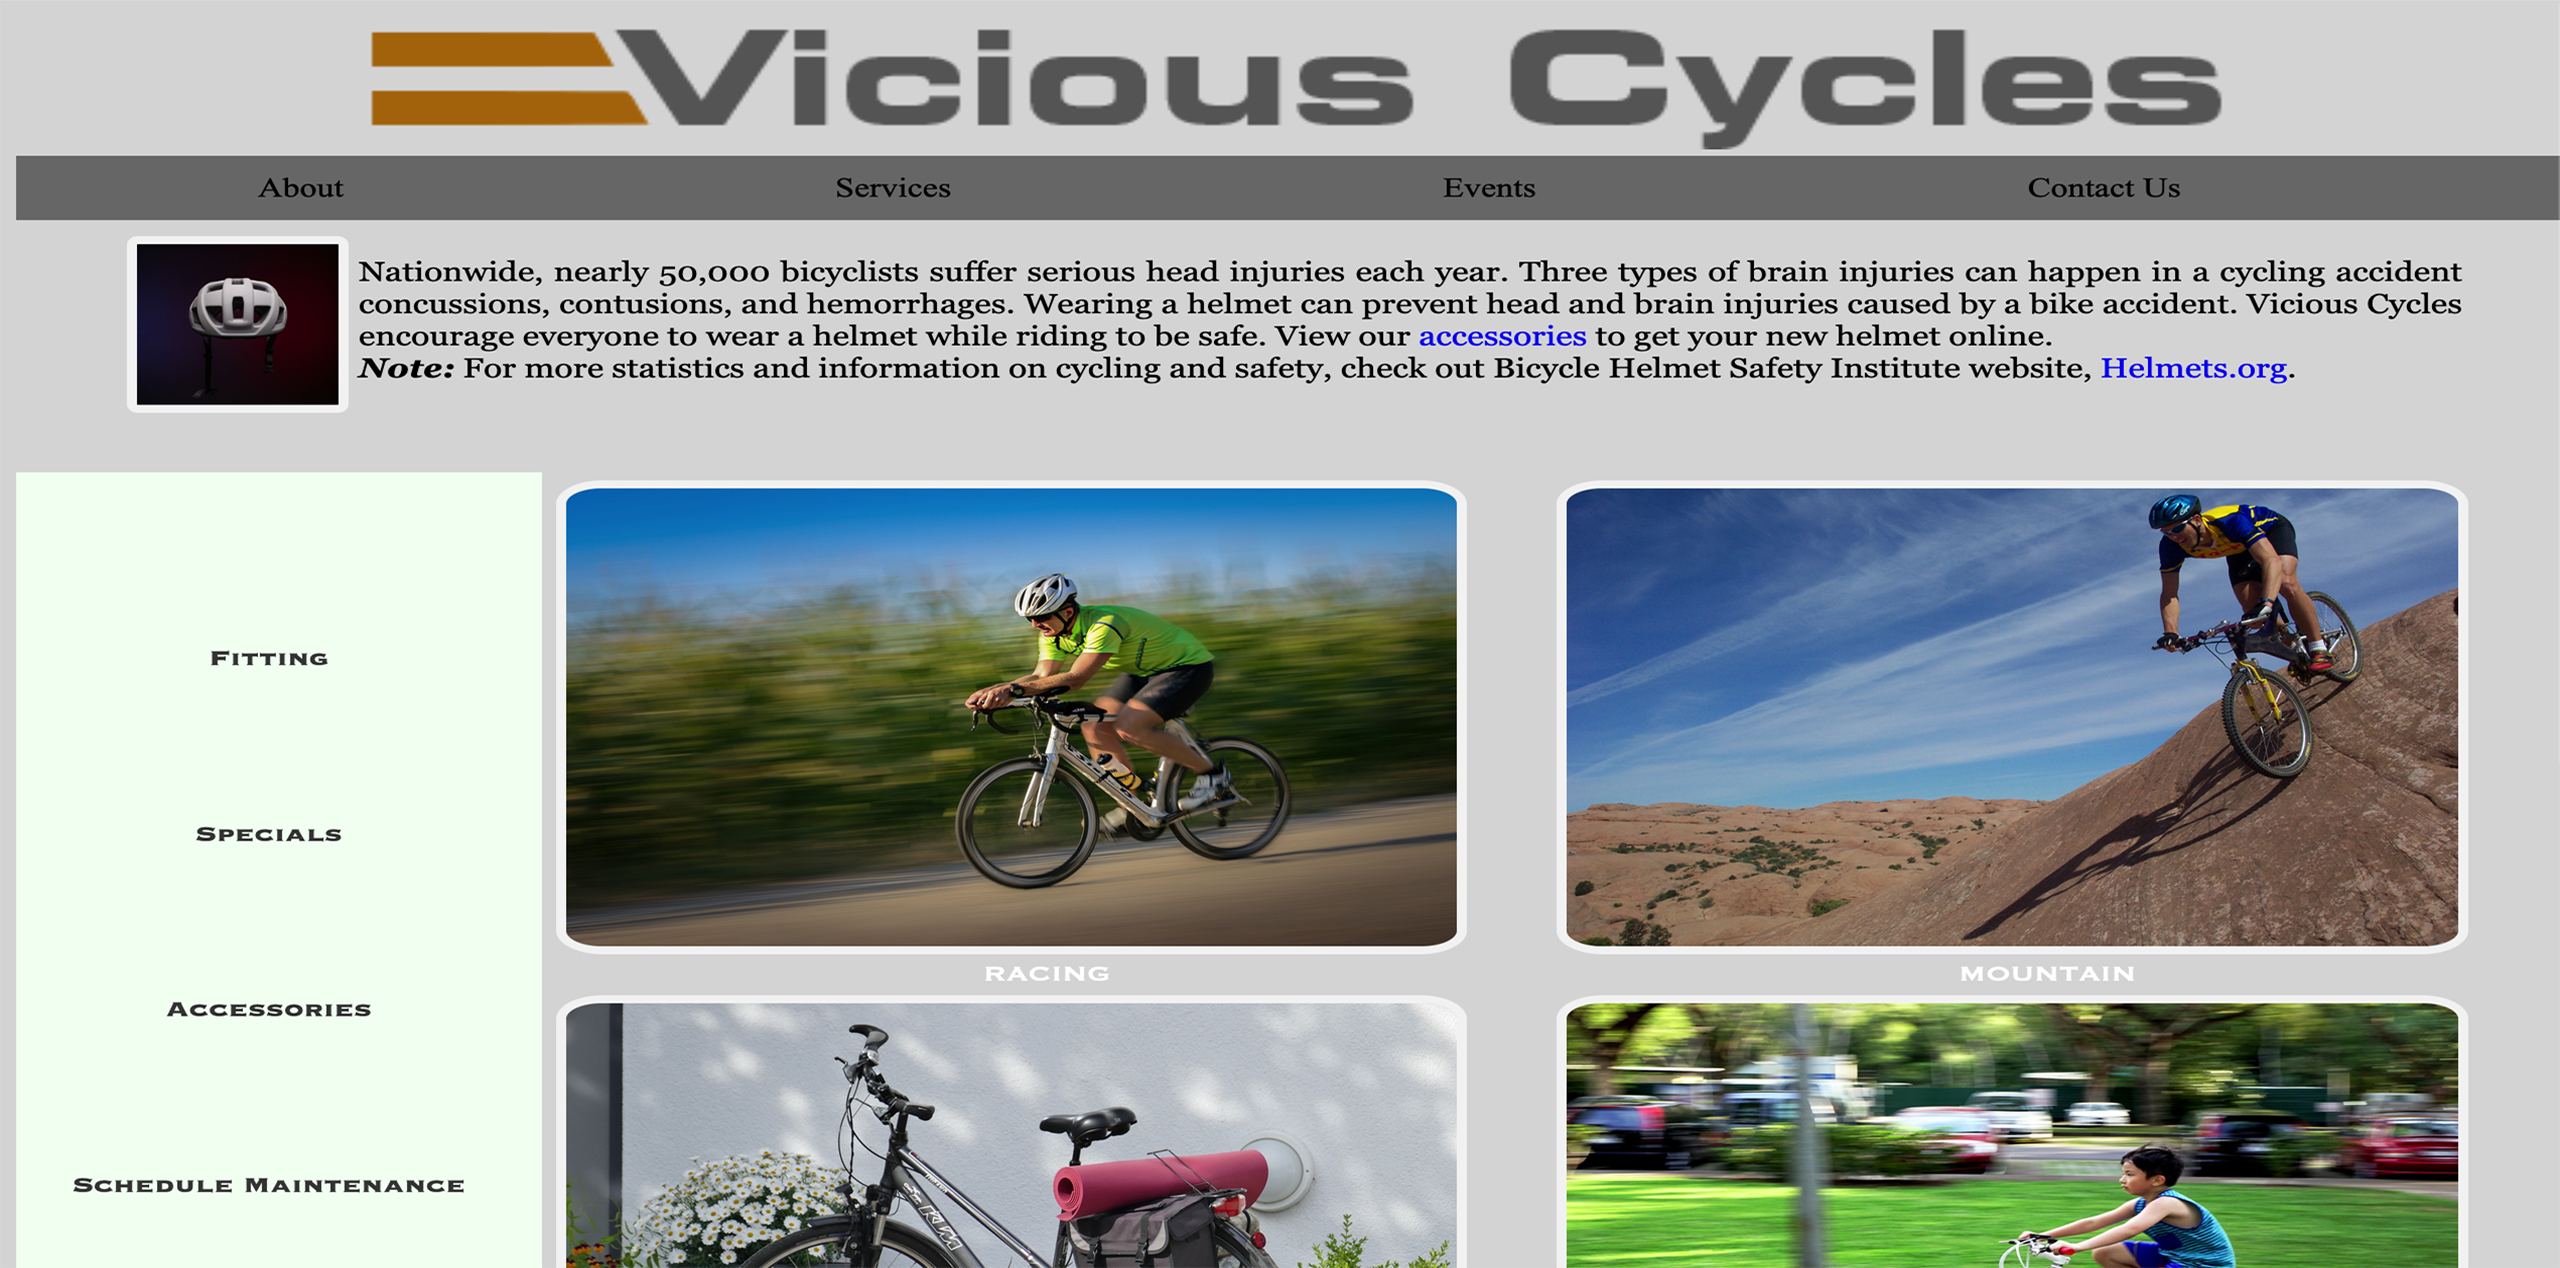 Vicious Cycles
About Services Events Contact Us
Nationwide, nearly 50,000 bicyclists suffer serious head injuries each year. Three types of brain injuries can happen in a cycling accident
concussions, contusions, and hemorrhages. Wearing a helmet can prevent head and brain injuries caused by a bike accident. Vicious Cycles
encourage everyone to wear a helmet while riding to be safe. View our accessories to get your new helmet online.
Note: For more statistics and information on cycling and safety, check out Bicycle Helmet Safety Institute website, Helmets.org.
Fitting
Specials
Accessories
Schedule Maintenance
RACING
MOUNTAIN
KTM